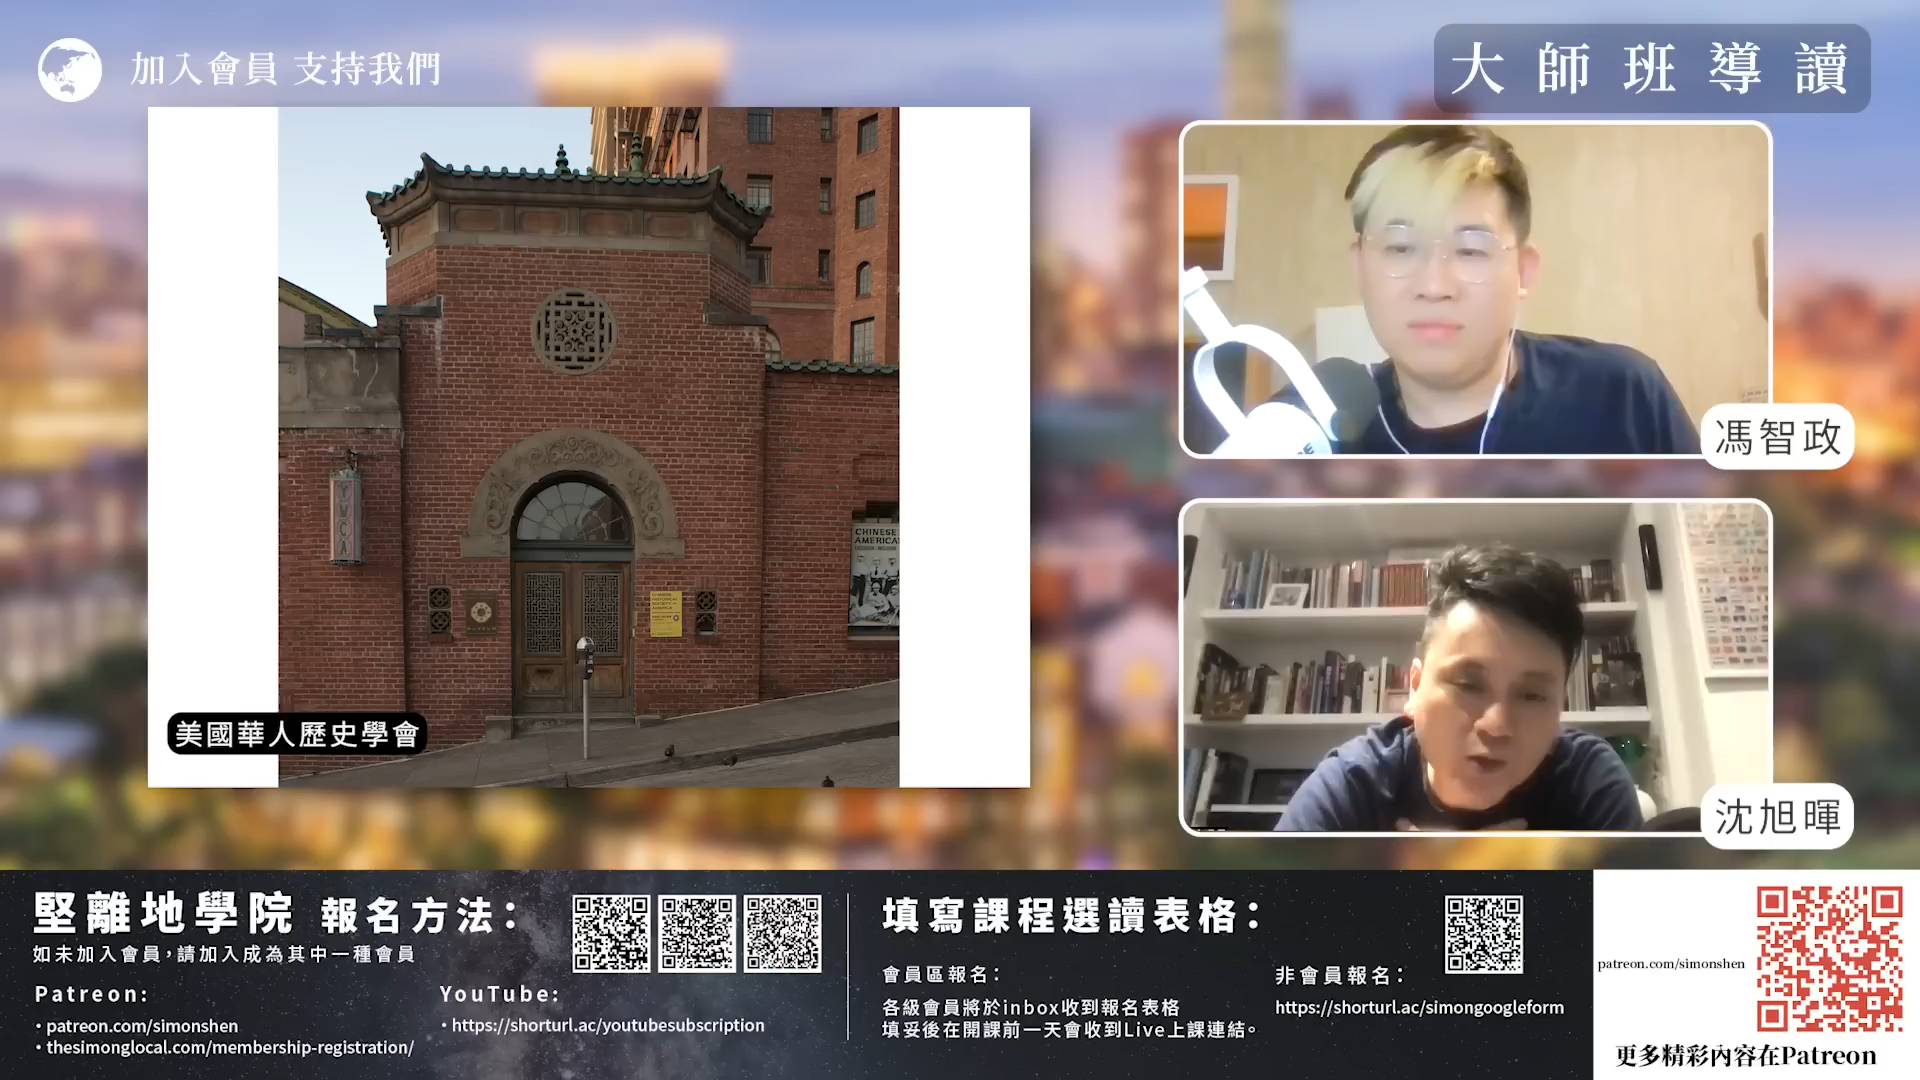 加入會員 支持我們
大師班導讀
YWCA
CHINESE
AMERICA
美國華人歷史學會
馮智政
沈旭暉
堅離地學院 報名方法：
如未加入會員，請加入成為其中一種會員
Patreon:
・patreon.com/simonshen
・thesimonglocal.com/membership-registration/
YouTube:
・https://shorturl.ac/youtubesubscription
填寫課程選讀表格：
會員區報名：
各級會員將於inbox收到報名表格
填妥後在開課前一天會收到Live上課連結。
非會員報名：
https://shorturl.ac/simongoogleform
patreon.com/simonshen
更多精彩內容在Patreon